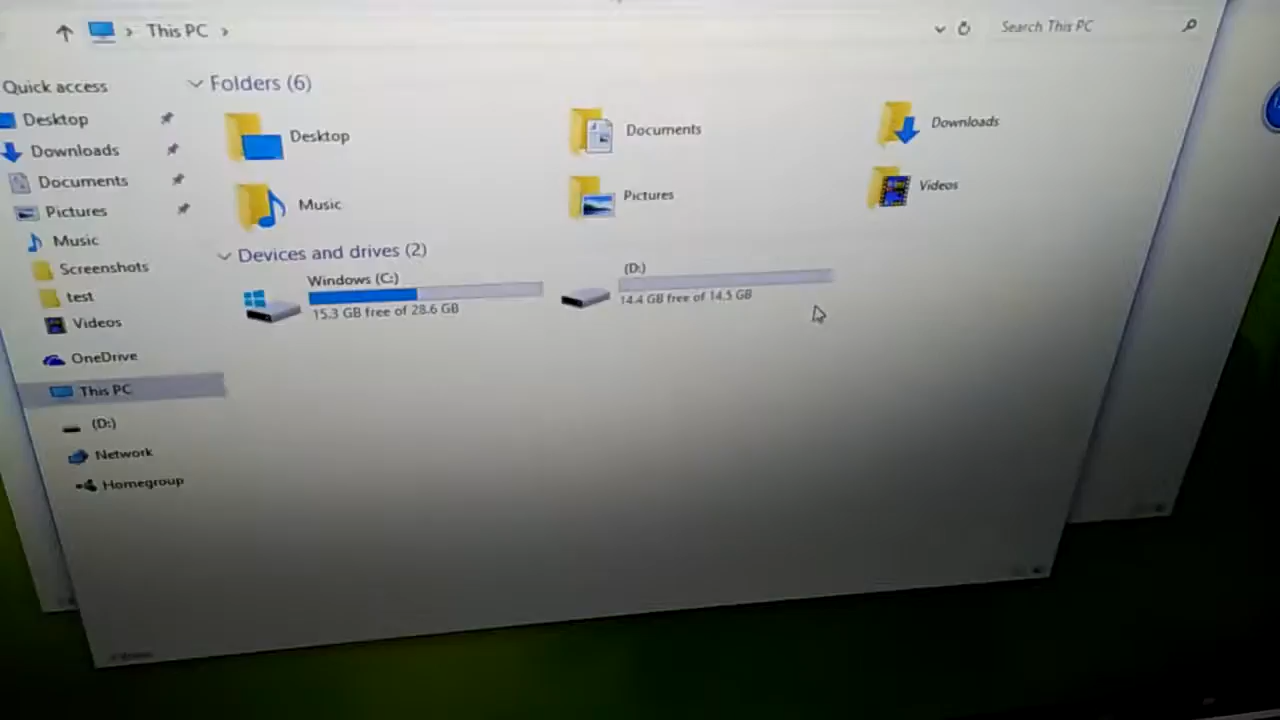 This PC
Search This PC
Quick access
Desktop
Downloads
Documents
Pictures
Music
Screenshots
test
Videos
OneDrive
This PC
(D:)
Network
Homegroup
Folders (6)
Desktop
Documents
Downloads
Music
Pictures
Videos
Devices and drives (2)
Windows (C:)
15.3 GB free of 28.6 GB
(D:)
14.4 GB free of 14.5 GB